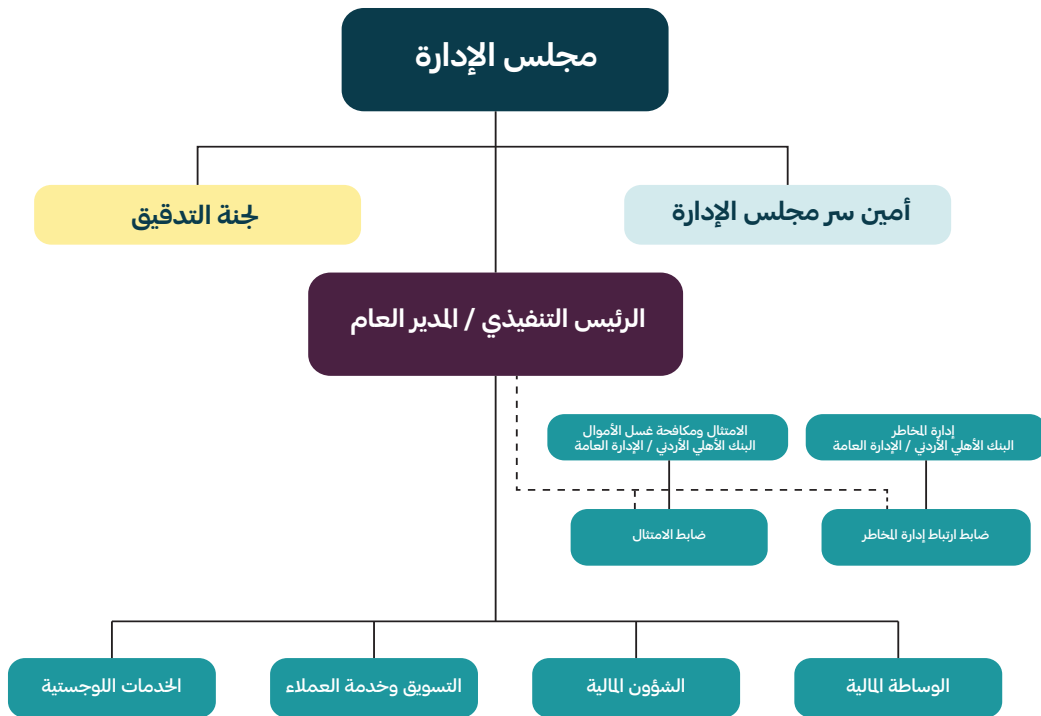 مجلس الإدارة
أمين سر مجلس الإدارة
لجنة التدقيق
الرئيس التنفيذي / المدير العام
إدارة المخاطر
البنك الأهلي الأردني / الإدارة العامة
الامتثال ومكافحة غسل الأموال
البنك الأهلي الأردني / الإدارة العامة
ضابط ارتباط إدارة المخاطر
ضابط الامتثال
الوساطة المالية
الشؤون المالية
التسويق وخدمة العملاء
الخدمات اللوجستية